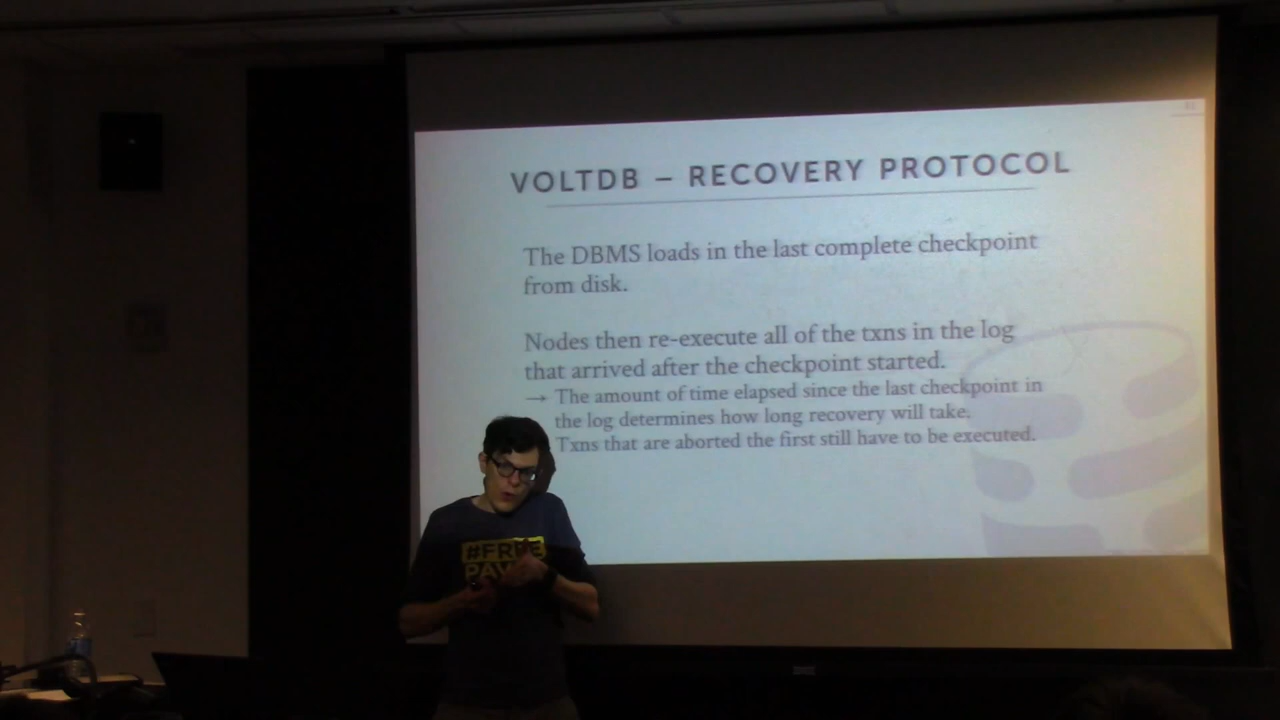 VOLTDB – RECOVERY PROTOCOL
The DBMS loads in the last complete checkpoint
from disk.
Nodes then re-execute all of the txns in the log
that arrived after the checkpoint started.
→ The amount of time elapsed since the last checkpoint in
the log determines how long recovery will take.
Txns that are aborted the first still have to be executed.
#FREE